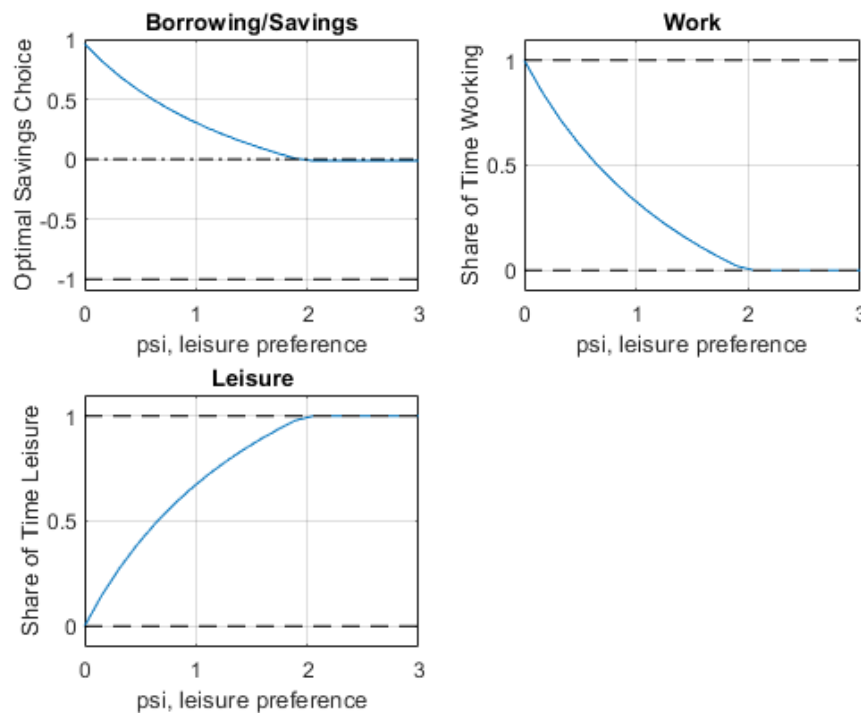 Borrowing/Savings
Optimal Savings Choice
1
0.5
0
-0.5
-1
0 1 2 3
psi, leisure preference
Work
Share of Time Working
1
0.5
0
0 1 2 3
psi, leisure preference
Leisure
Share of Time Leisure
1
0.5
0
0 1 2 3
psi, leisure preference